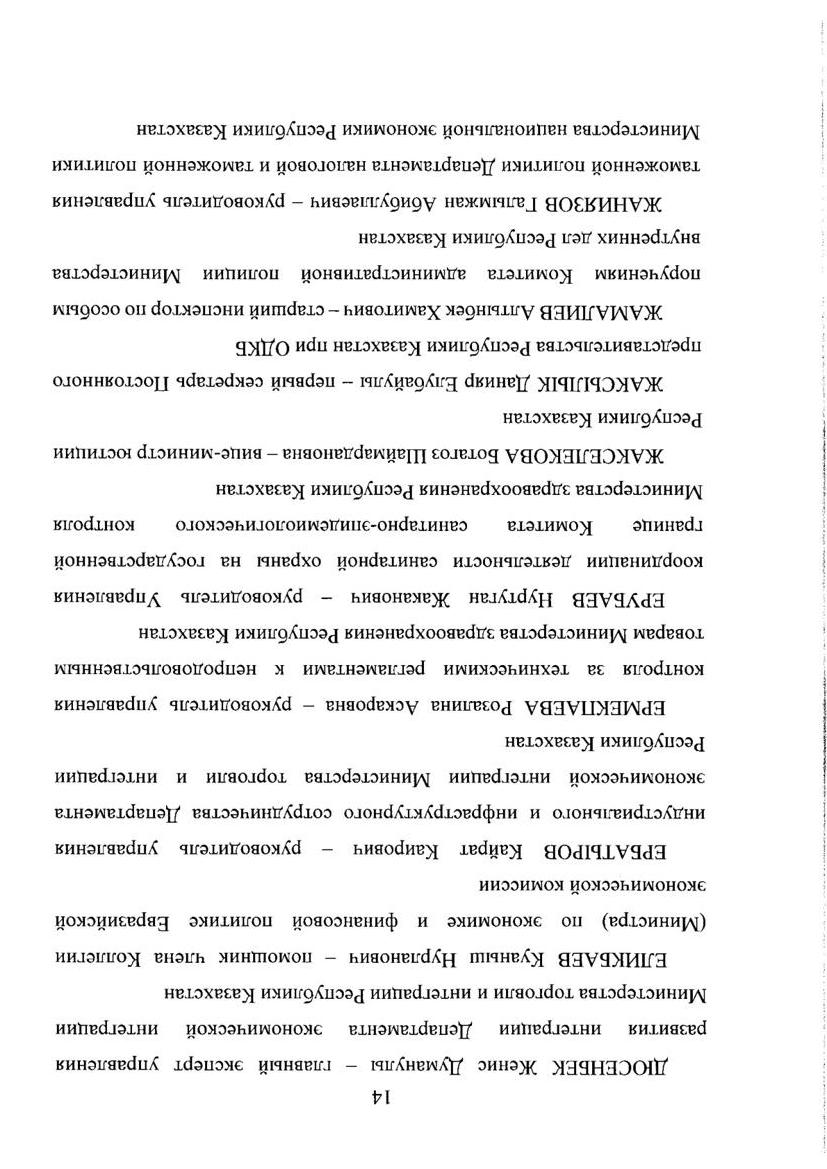 14
ДЮСЕНБЕК Женис Думанулы – главный эксперт управления
развития интеграции Департамента экономической интеграции
Министерства торговли и интеграции Республики Казахстан
ЕЛИКБАЕВ Куаныш Нурланович – помощник члена Коллегии
(Министра) по экономике и финансовой политике Евразийской
экономической комиссии
ЕРБАТЫРОВ Кайрат Каирович – руководитель управления
индустриального и инфраструктурного сотрудничества Департамента
экономической интеграции Министерства торговли и интеграции
Республики Казахстан
ЕРМЕКПАЕВА Розалина Аскаровна – руководитель управления
контроля за техническими регламентами к непродовольственным
товарам Министерства здравоохранения Республики Казахстан
ЕРУБАЕВ Нуртуган Жаканович – руководитель Управления
координации деятельности санитарной охраны на государственной
границе Комитета санитарно-эпидемиологического контроля
Министерства здравоохранения Республики Казахстан
ЖАКСЕЛЕКОВА Ботагоз Шаймардановна – вице-министр юстиции
Республики Казахстан
ЖАКСЫЛЫК Данияр Елубайулы – первый секретарь Постоянного
представительства Республики Казахстан при ОДКБ
ЖАМАЛИЕВ Алтынбек Хамитович – старший инспектор по особым
поручениям Комитета административной полиции Министерства
внутренних дел Республики Казахстан
ЖАНИЯЗОВ Галымжан Абибуллаевич – руководитель управления
таможенной политики Департамента налоговой и таможенной политики
Министерства национальной экономики Республики Казахстан